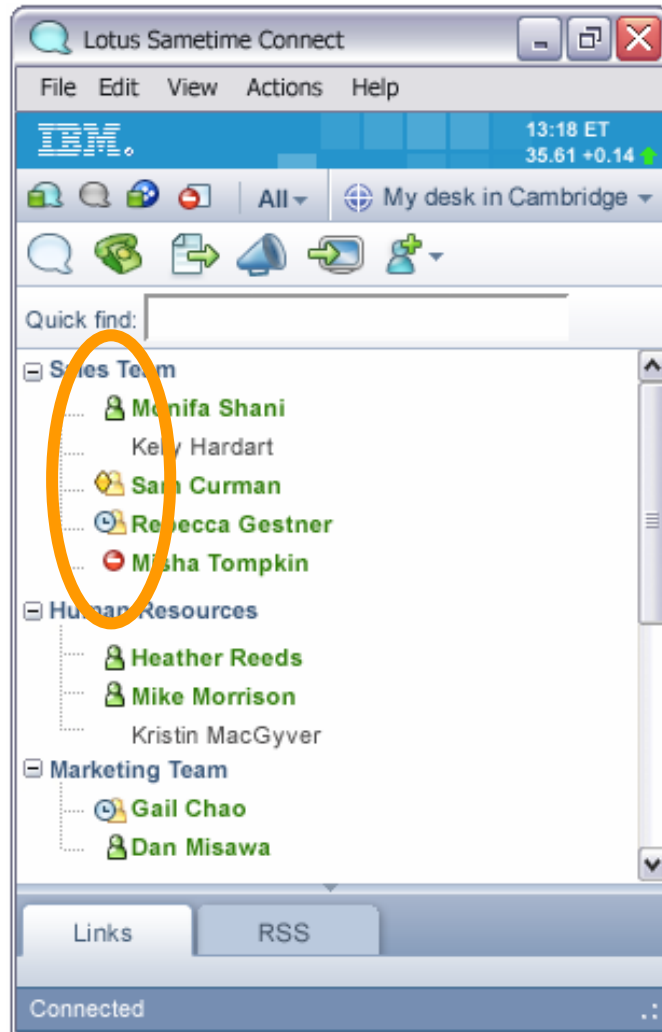 Lotus Sametime Connect
File Edit View Actions Help
IBM.
13:18 ET
35.61 +0.14
All
My desk in Cambridge
Quick find:
Sales Team
Monifa Shani
Kelly Hardart
Sam Curman
Rebecca Gestner
Misha Tompkin
Human Resources
Heather Reeds
Mike Morrison
Kristin MacGyver
Marketing Team
Gail Chao
Dan Misawa
Links RSS
Connected